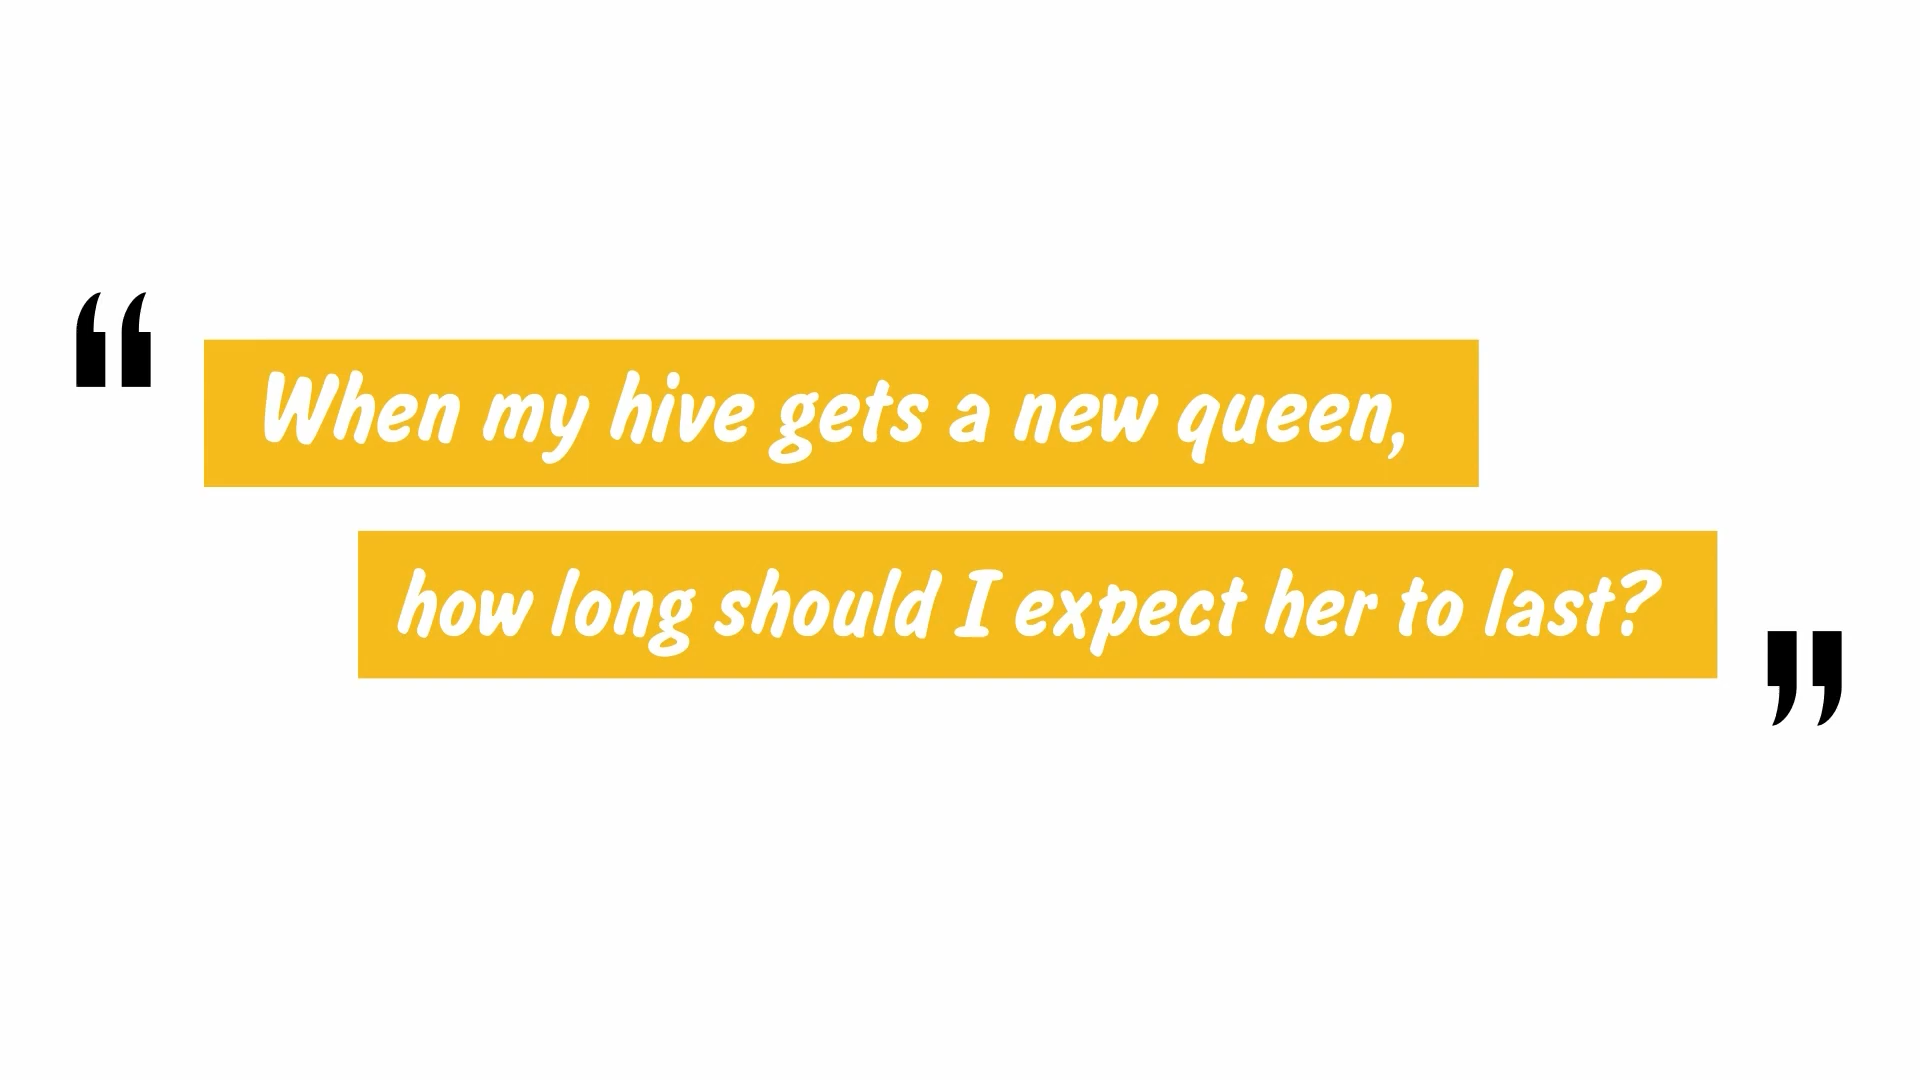 “When my hive gets a new queen,
how long should I expect her to last?”